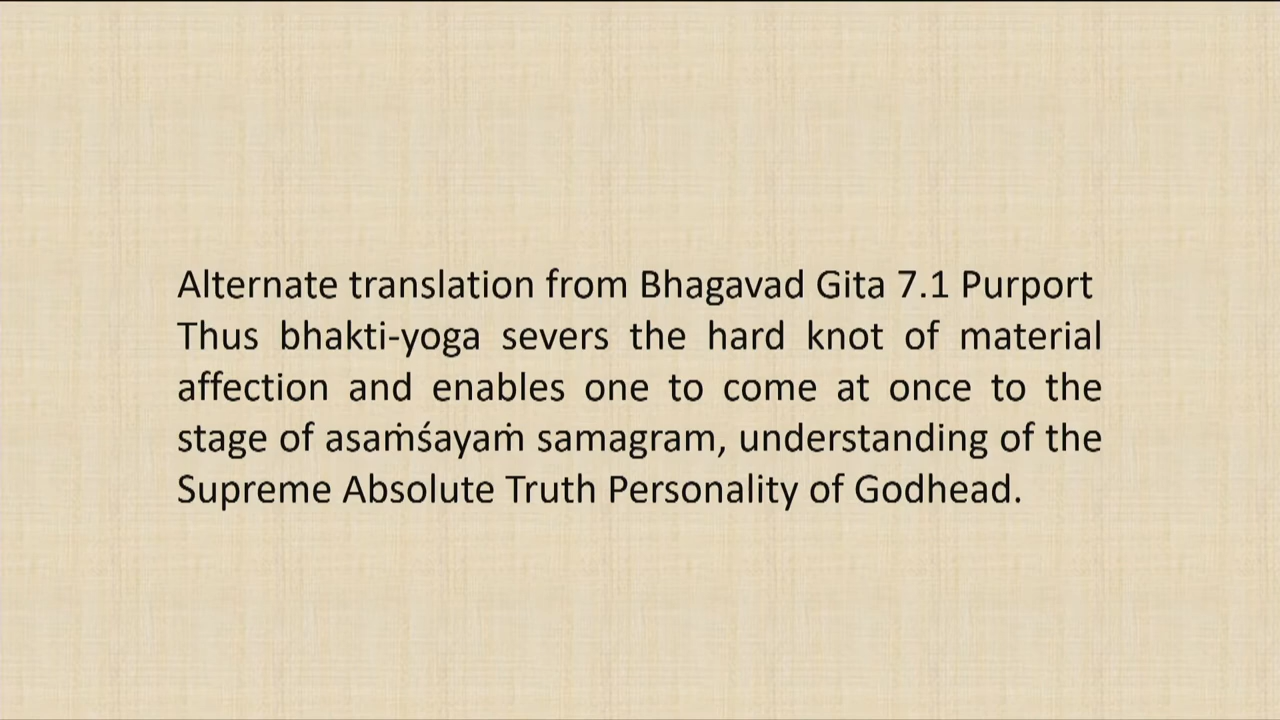 Alternate translation from Bhagavad Gita 7.1 Purport
Thus bhakti-yoga severs the hard knot of material
affection and enables one to come at once to the
stage of asaṁśayaṁ samagram, understanding of the
Supreme Absolute Truth Personality of Godhead.